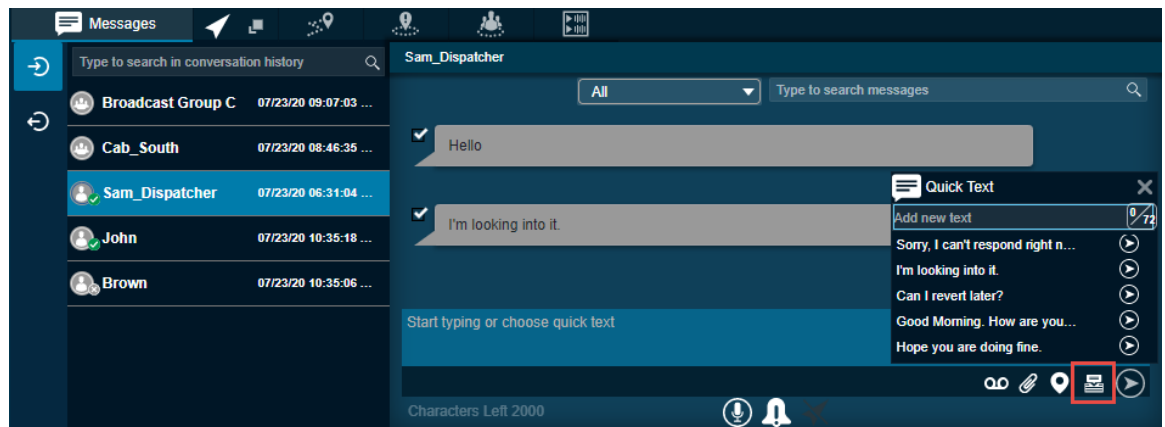 Messages
Type to search in conversation history
Broadcast Group C 07/23/20 09:07:03 ...
Cab_South 07/23/20 08:46:35 ...
Sam_Dispatcher 07/23/20 06:31:04 ...
John 07/23/20 10:35:18 ...
Brown 07/23/20 10:35:06 ...
Sam_Dispatcher
All
Type to search messages
Hello
I'm looking into it.
Start typing or choose quick text
Quick Text
Add new text
0/72
Sorry, I can't respond right n...
I'm looking into it.
Can I revert later?
Good Morning. How are you...
Hope you are doing fine.
Characters Left 2000